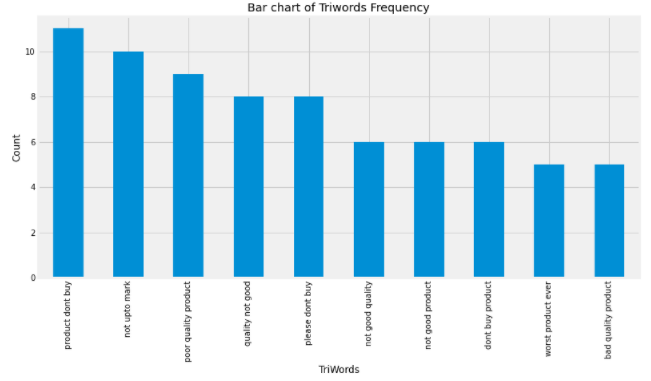 Bar chart of Triwords Frequency
Count
10
8
6
4
2
0
product dont buy
not upto mark
poor quality product
quality not good
please dont buy
not good quality
not good product
dont buy product
worst product ever
bad quality product
TriWords